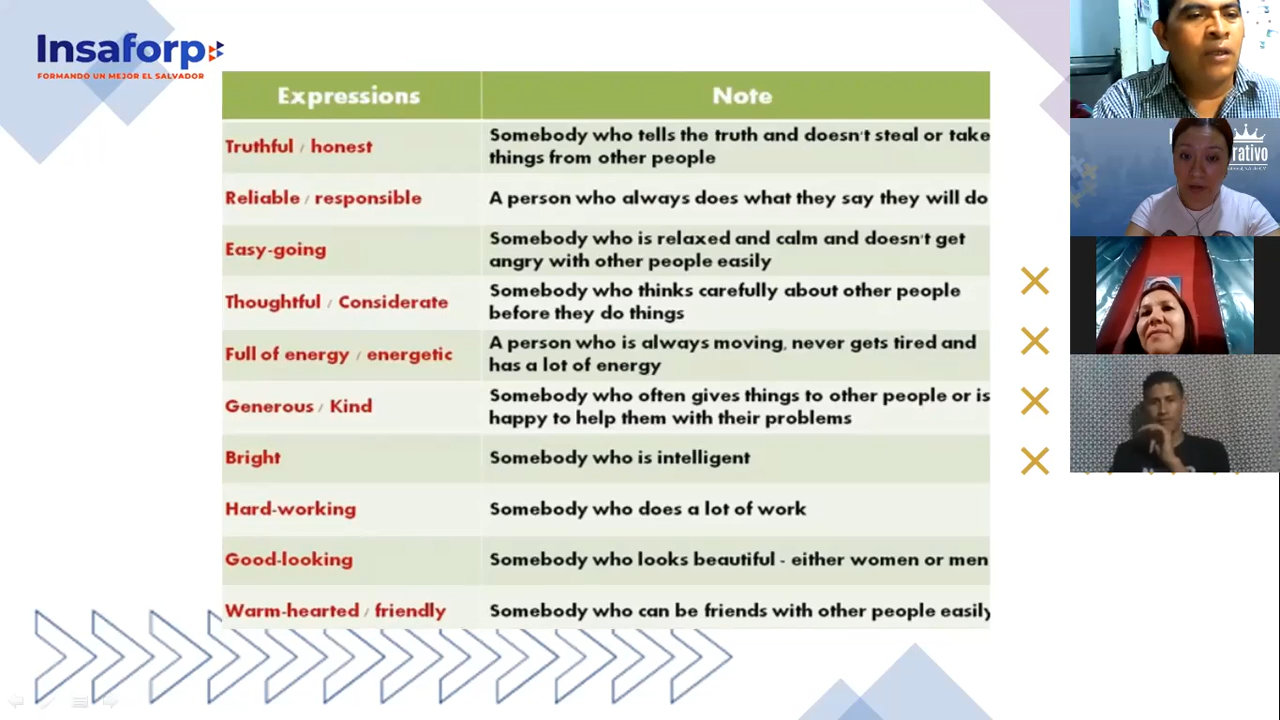 Insaforp
FORMANDO UN MEJOR EL SALVADOR
Expressions
Note
Truthful / honest
Somebody who tells the truth and doesn't steal or take
things from other people
Reliable / responsible
A person who always does what they say they will do
Easy-going
Somebody who is relaxed and calm and doesn't get
angry with other people easily
Thoughtful / Considerate
Somebody who thinks carefully about other people
before they do things
Full of energy / energetic
A person who is always moving, never gets tired and
has a lot of energy
Generous / Kind
Somebody who often gives things to other people or is
happy to help them with their problems
Bright
Somebody who is intelligent
Hard-working
Somebody who does a lot of work
Good-looking
Somebody who looks beautiful - either women or men
Warm-hearted / friendly
Somebody who can be friends with other people easily
rativo